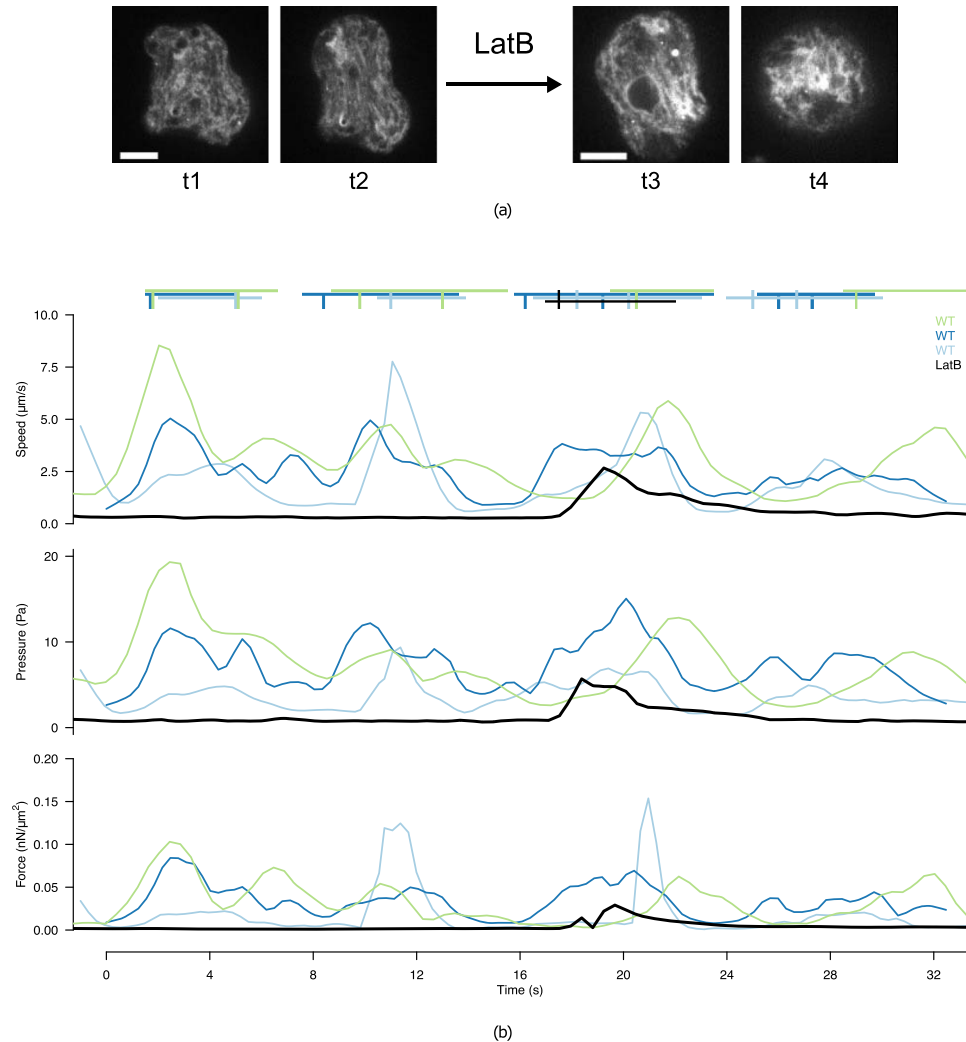 LatB
t1 t2 t3 t4
(a)
WT
WT
WT
LatB
Speed (μm/s)
10.0
7.5
5.0
2.5
0.0
Pressure (Pa)
20
10
0
Force (nN/μm²)
0.20
0.15
0.10
0.05
0.00
0 4 8 12 16 20 24 28 32
Time (s)
(b)